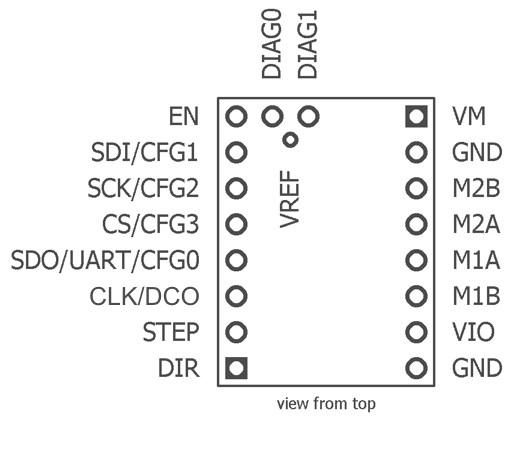 DIAG0 DIAG1
EN VM
SDI/CFG1 GND
SCK/CFG2 M2B
VREF
CS/CFG3 M2A
SDO/UART/CFG0 M1A
CLK/DCO M1B
STEP VIO
DIR GND
view from top